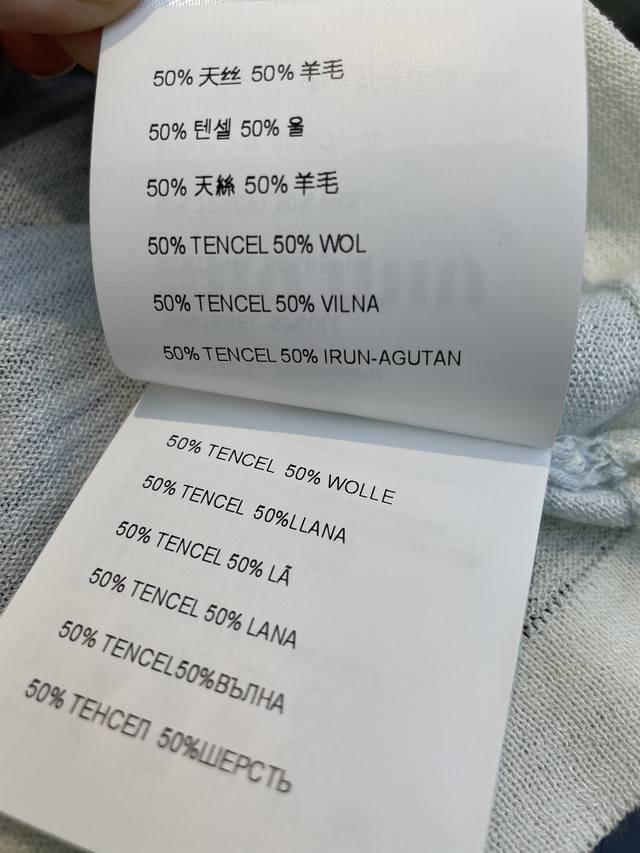 50% 天丝 50% 羊毛
50% 텐셀 50% 울
50% 天絲 50% 羊毛
50% TENCEL 50% WOL
50% TENCEL 50% VILNA
50% TENCEL 50% IRUN-AGUTAN
50% TENCEL 50% WOLLE
50% TENCEL 50%LLANA
50% TENCEL 50% LÃ
50% TENCEL 50% LANA
50% TENCEL50%ВЪЛНА
50% ТЕНСЕЛ 50%ШЕРСТЬ